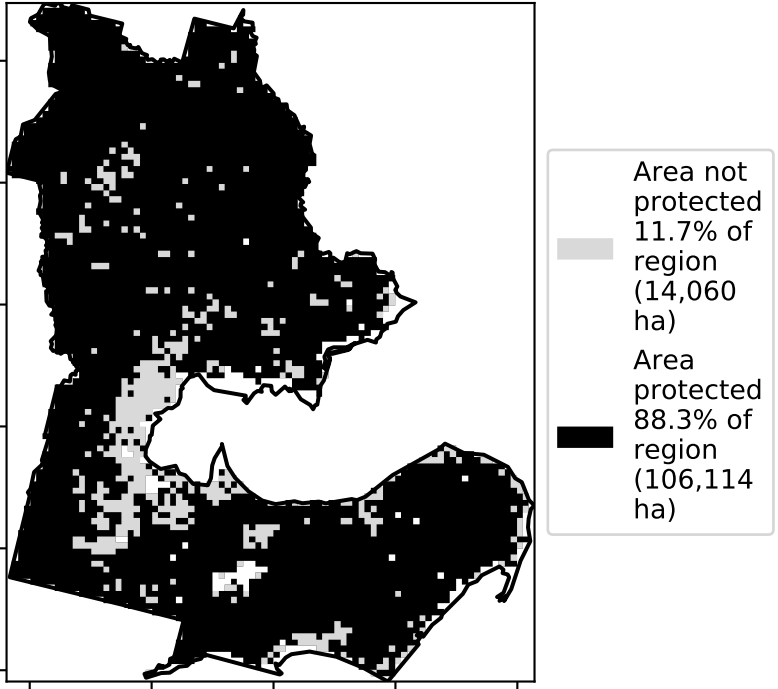 Area not
protected
11.7% of
region
(14,060
ha)
Area
protected
88.3% of
region
(106,114
ha)